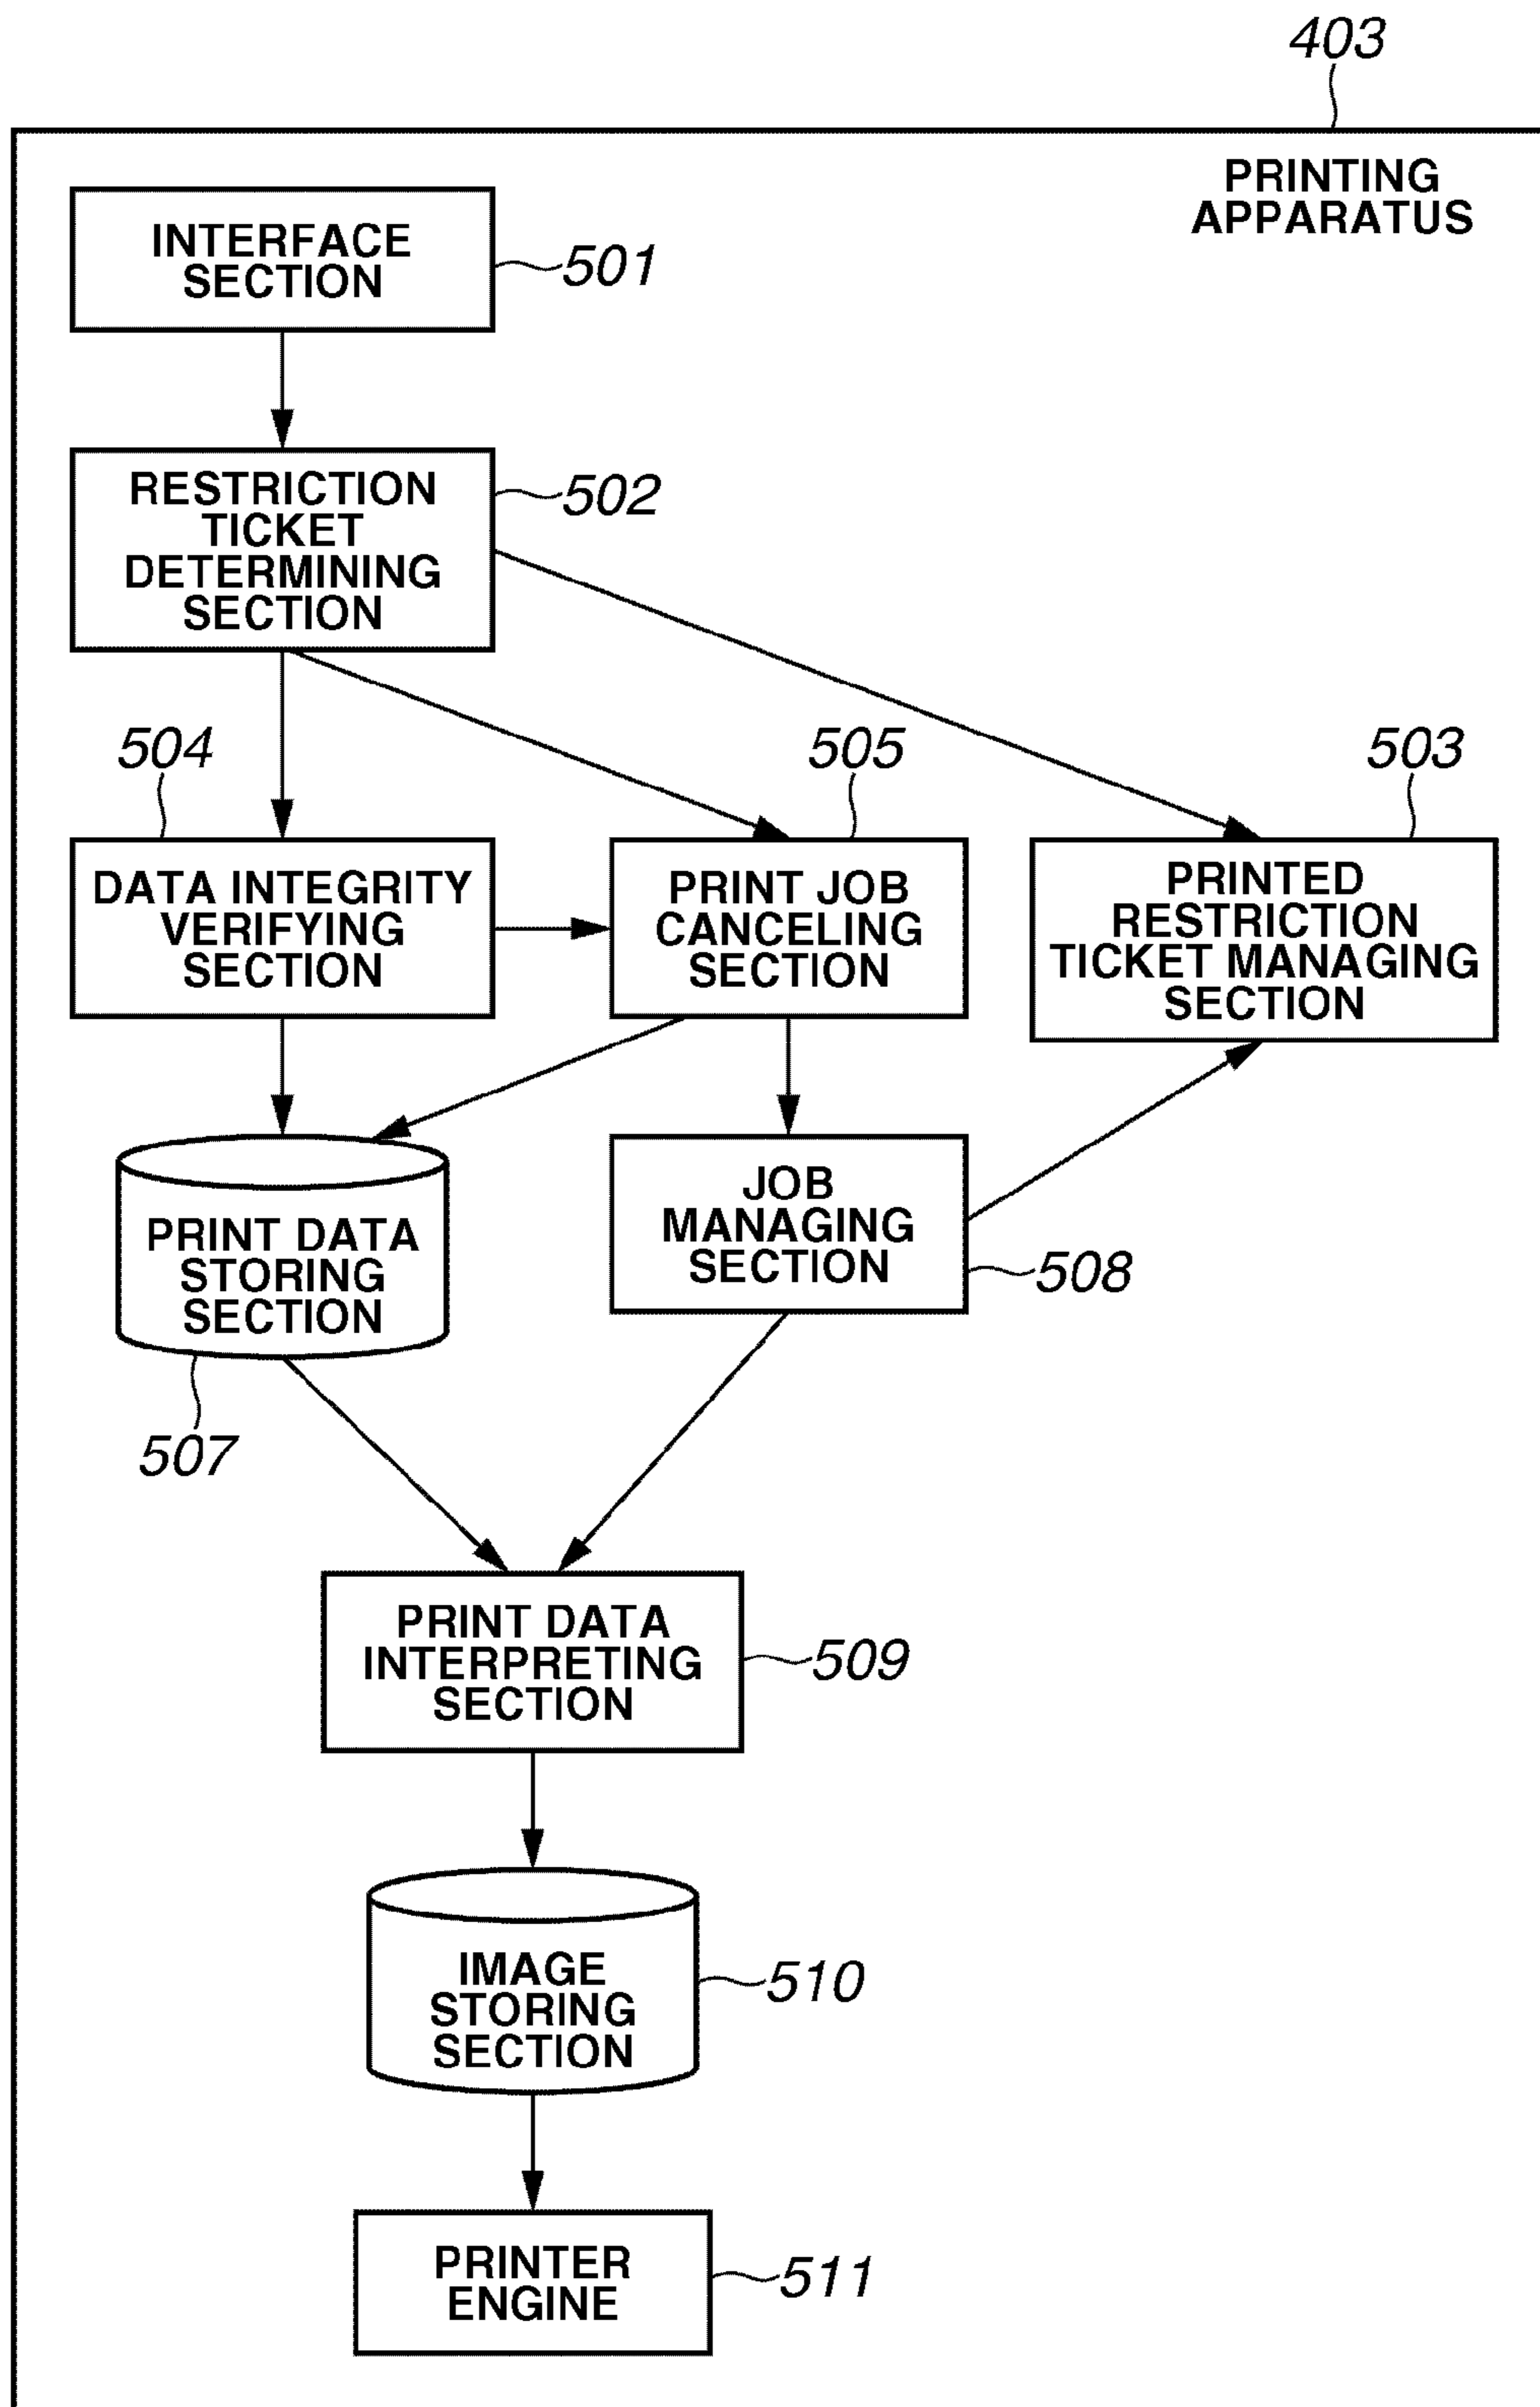 403
PRINTING
APPARATUS
INTERFACE
SECTION
501
RESTRICTION
TICKET
DETERMINING
SECTION
502
504
505
503
DATA INTEGRITY
VERIFYING
SECTION
PRINT JOB
CANCELING
SECTION
PRINTED
RESTRICTION
TICKET MANAGING
SECTION
PRINT DATA
STORING
SECTION
507
JOB
MANAGING
SECTION
508
PRINT DATA
INTERPRETING
SECTION
509
IMAGE
STORING
SECTION
510
PRINTER
ENGINE
511